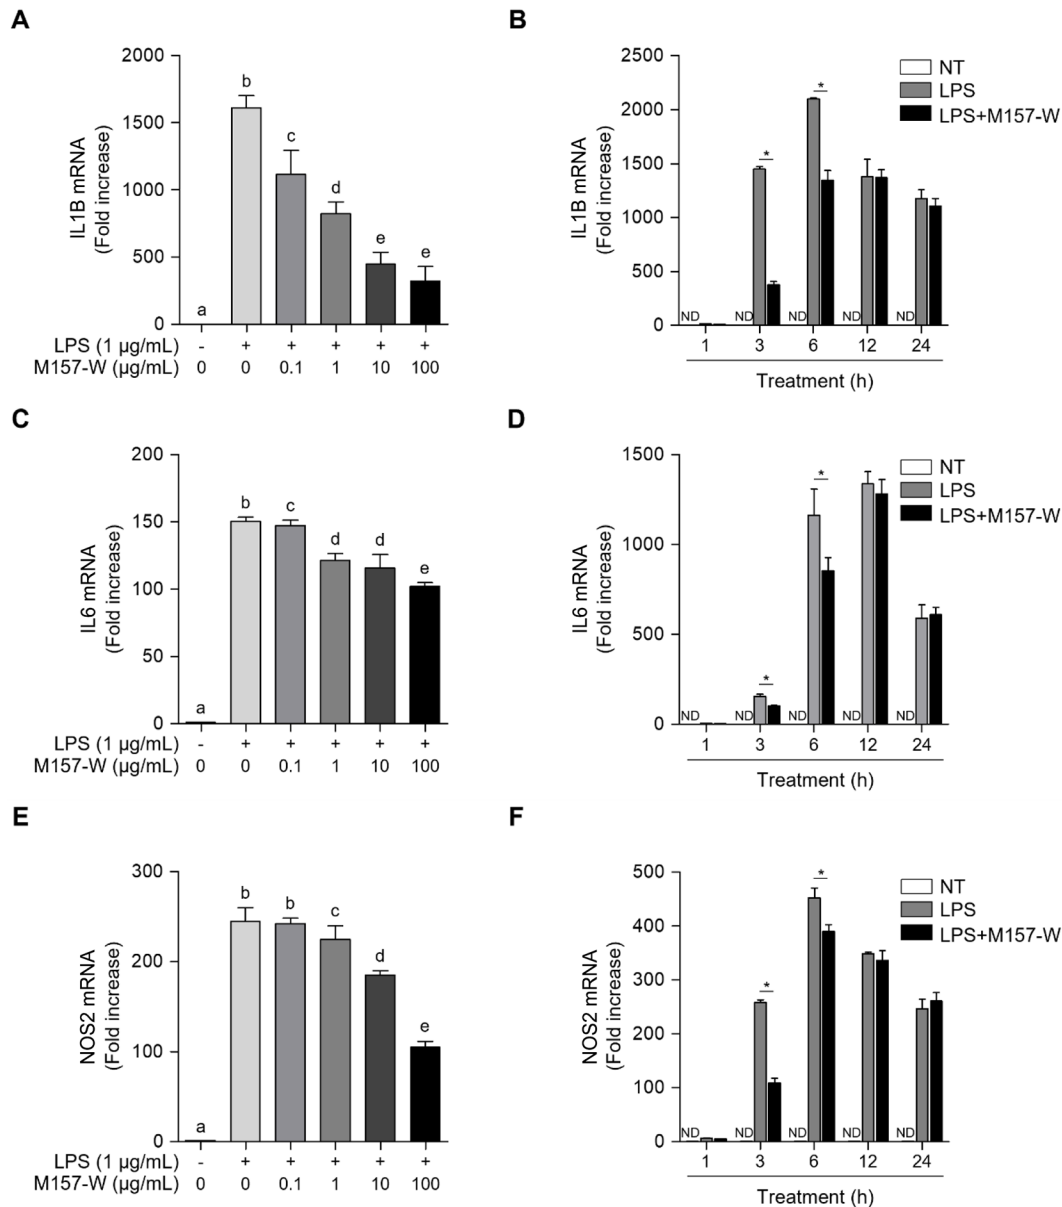 A
IL1B mRNA
(Fold increase)
2000
1500
1000
500
0
a
b
c
d
e
e
LPS (1 µg/mL) - + + + + +
M157-W (µg/mL) 0 0 0.1 1 10 100
B
IL1B mRNA
(Fold increase)
2500
2000
1500
1000
500
0
NT
LPS
LPS+M157-W
*
*
ND ND ND ND ND
1 3 6 12 24
Treatment (h)
C
IL6 mRNA
(Fold increase)
200
150
100
50
0
a
b
c
d
d
e
LPS (1 µg/mL) - + + + + +
M157-W (µg/mL) 0 0 0.1 1 10 100
D
IL6 mRNA
(Fold increase)
1500
1000
500
0
NT
LPS
LPS+M157-W
*
*
ND ND ND ND ND
1 3 6 12 24
Treatment (h)
E
NOS2 mRNA
(Fold increase)
300
200
100
0
a
b
b
c
d
e
LPS (1 µg/mL) - + + + + +
M157-W (µg/mL) 0 0 0.1 1 10 100
F
NOS2 mRNA
(Fold increase)
500
400
300
200
100
0
NT
LPS
LPS+M157-W
*
*
ND ND ND ND ND
1 3 6 12 24
Treatment (h)